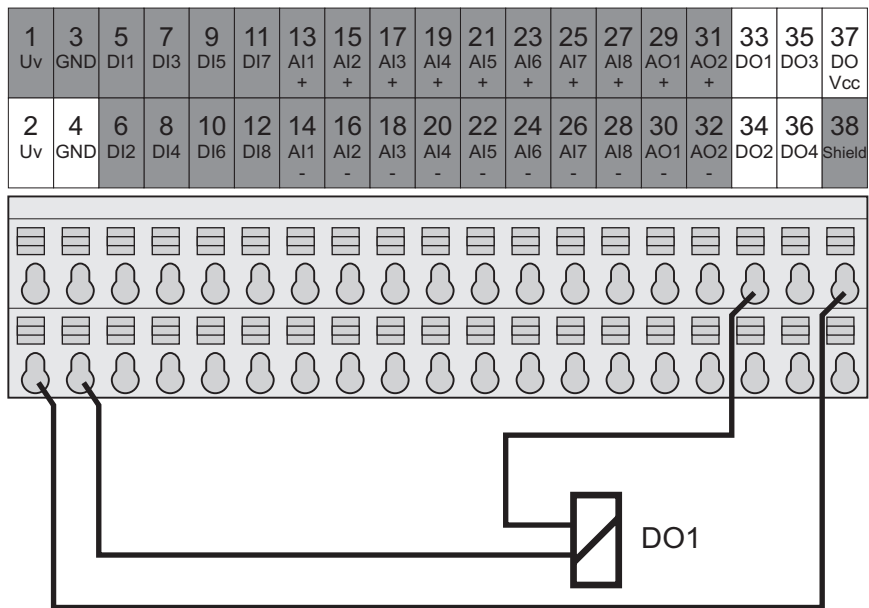 1 3 5 7 9 11 13 15 17 19 21 23 25 27 29 31 33 35 37
Uv GND DI1 DI3 DI5 DI7 AI1 AI2 AI3 AI4 AI5 AI6 AI7 AI8 AO1 AO2 DO1 DO3 DO
+ + + + + + + + + + Vcc
2 4 6 8 10 12 14 16 18 20 22 24 26 28 30 32 34 36 38
Uv GND DI2 DI4 DI6 DI8 AI1 AI2 AI3 AI4 AI5 AI6 AI7 AI8 AO1 AO2 DO2 DO4 Shield
- - - - - - - - - -
DO1